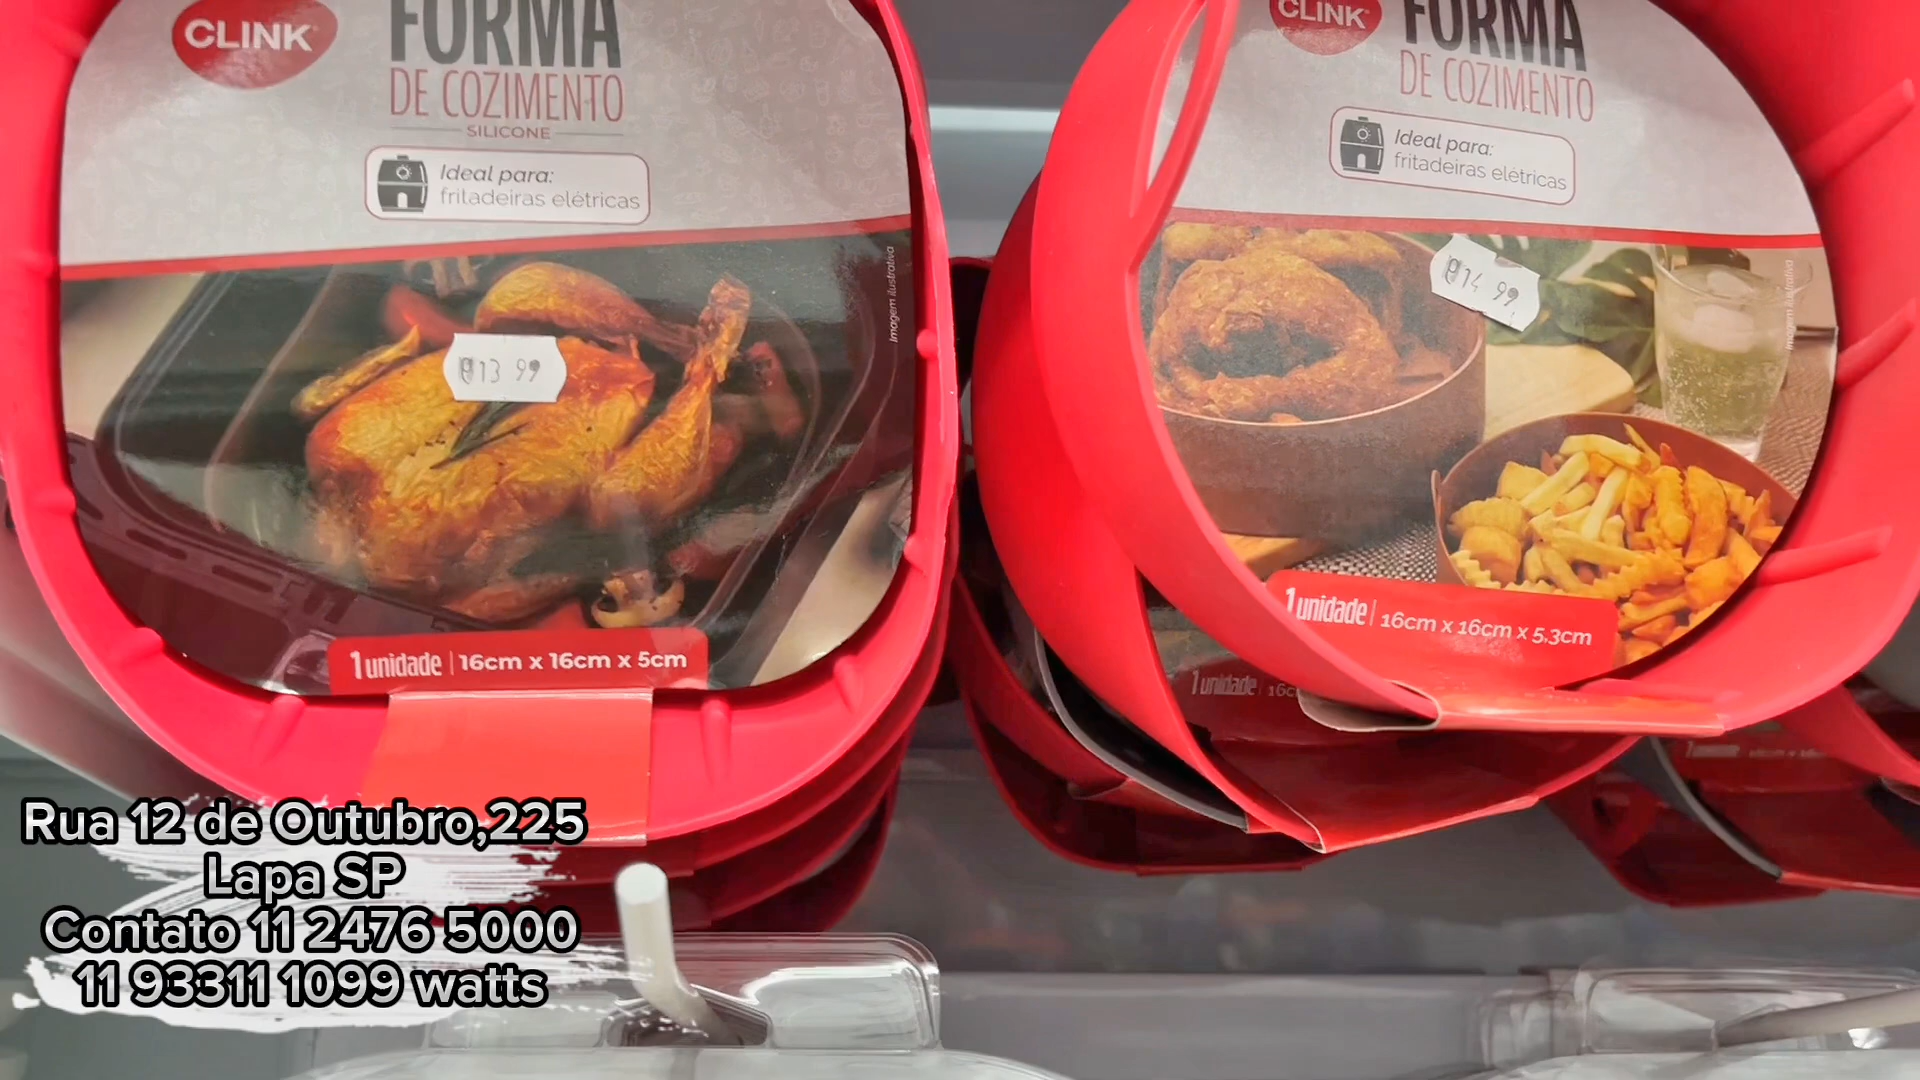 CLINK
FORMA
DE COZIMENTO
SILICONE
Ideal para:
fritadeiras elétricas
Imagem ilustrativa
13 99
1 unidade | 16cm x 16cm x 5cm
CLINK
FORMA
DE COZIMENTO
Ideal para:
fritadeiras elétricas
14 99
Imagem ilustrativa
1 unidade | 16cm x 16cm x 5,3cm
1 unidade
Rua 12 de Outubro,225
Lapa SP
Contato 11 2476 5000
11 93311 1099 watts